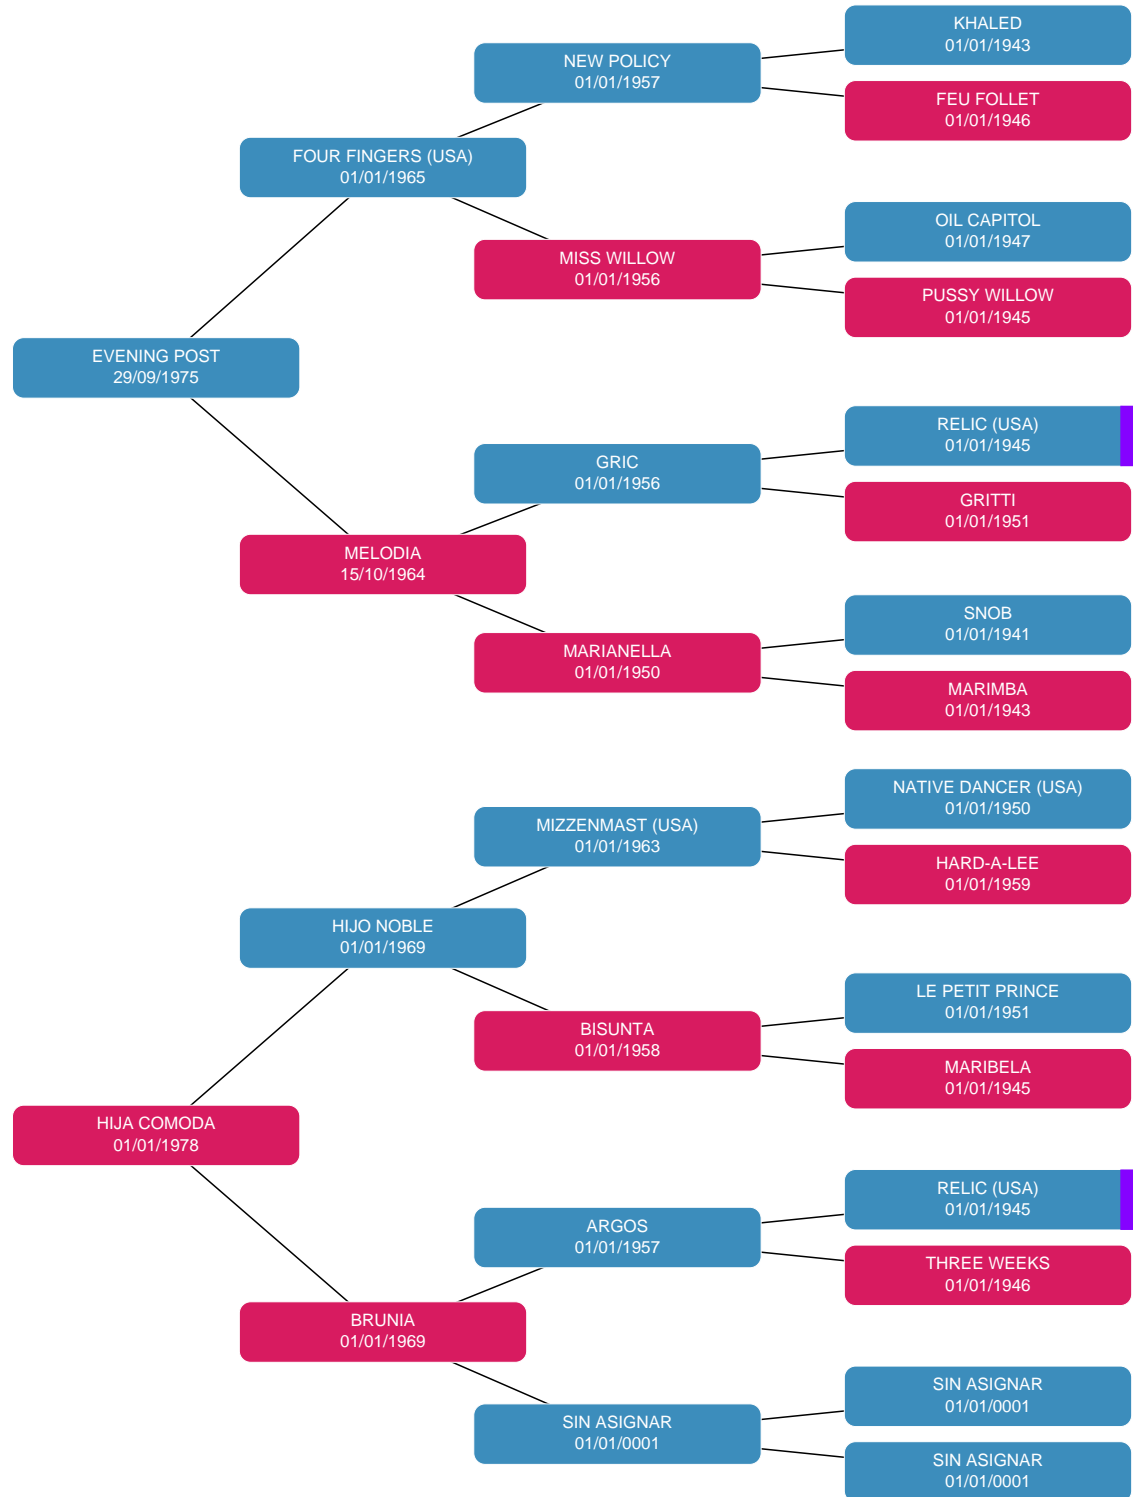 KHALED
01/01/1943
NEW POLICY
01/01/1957
FEU FOLLET
01/01/1946
FOUR FINGERS (USA)
01/01/1965
OIL CAPITOL
01/01/1947
MISS WILLOW
01/01/1956
PUSSY WILLOW
01/01/1945
EVENING POST
29/09/1975
RELIC (USA)
01/01/1945
GRIC
01/01/1956
GRITTI
01/01/1951
MELODIA
15/10/1964
SNOB
01/01/1941
MARIANELLA
01/01/1950
MARIMBA
01/01/1943
NATIVE DANCER (USA)
01/01/1950
MIZZENMAST (USA)
01/01/1963
HARD-A-LEE
01/01/1959
HIJO NOBLE
01/01/1969
LE PETIT PRINCE
01/01/1951
BISUNTA
01/01/1958
MARIBELA
01/01/1945
HIJA COMODA
01/01/1978
RELIC (USA)
01/01/1945
ARGOS
01/01/1957
THREE WEEKS
01/01/1946
BRUNIA
01/01/1969
SIN ASIGNAR
01/01/0001
SIN ASIGNAR
01/01/0001
SIN ASIGNAR
01/01/0001